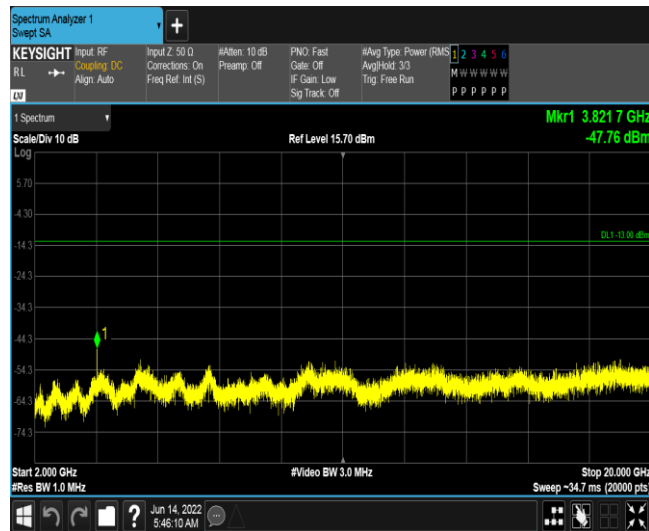 Spectrum Analyzer 1
Swept SA
KEYSIGHT
RL
LXI
Input: RF
Coupling: DC
Align: Auto
Input Z: 50 Ω
Corrections: On
Freq Ref: Int (S)
#Atten: 10 dB
Preamp: Off
PNO: Fast
Gate: Off
IF Gain: Low
Sig Track: Off
#Avg Type: Power (RMS
Avg|Hold: 3/3
Trig: Free Run
1 2 3 4 5 6
M W W W W W
P P P P P P
1 Spectrum
Scale/Div 10 dB
Ref Level 15.70 dBm
Mkr1 3.821 7 GHz
-47.76 dBm
Log
5.70
-4.30
DL1 -13.00 dBm
-14.3
-24.3
-34.3
-44.3
1
-54.3
-64.3
-74.3
Start 2.000 GHz
#Video BW 3.0 MHz
Stop 20.000 GHz
#Res BW 1.0 MHz
Sweep ~34.7 ms (20000 pts)
?
Jun 14, 2022
5:46:10 AM